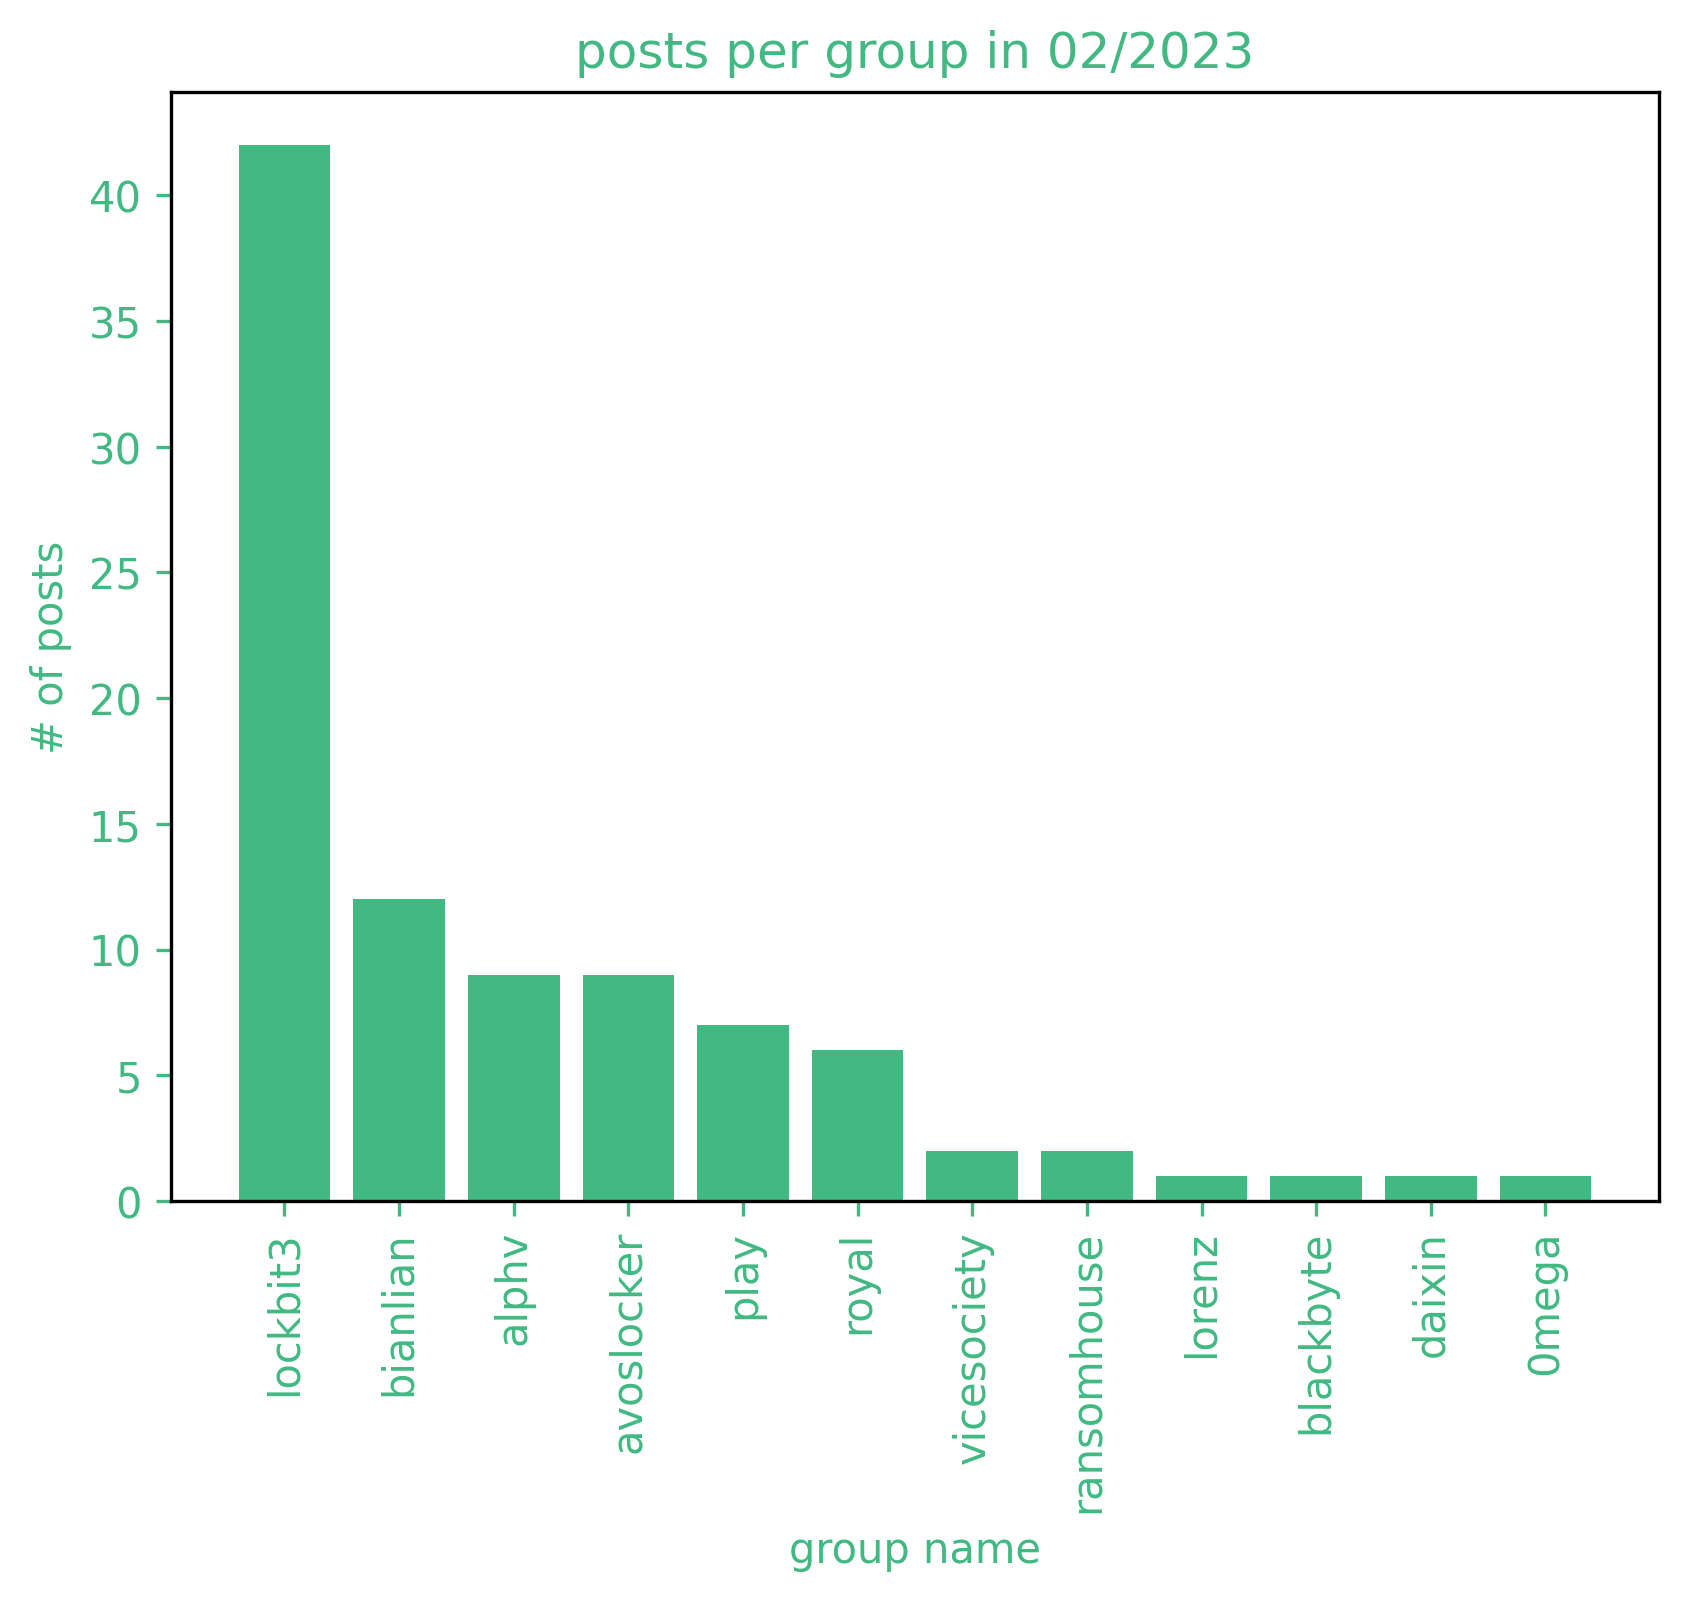 posts per group in 02/2023
# of posts
40
35
30
25
20
15
10
5
0
lockbit3
bianlian
alphv
avoslocker
play
royal
vicesociety
ransomhouse
lorenz
blackbyte
daixin
0mega
group name